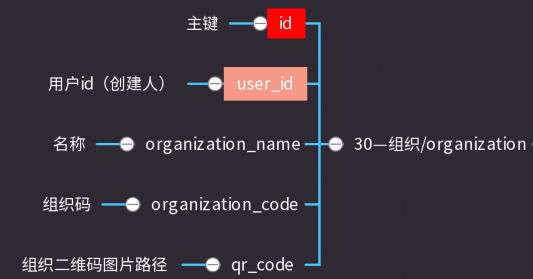 主键 id
用户id（创建人） user_id
名称 organization_name 30—组织/organization
组织码 organization_code
组织二维码图片路径 qr_code